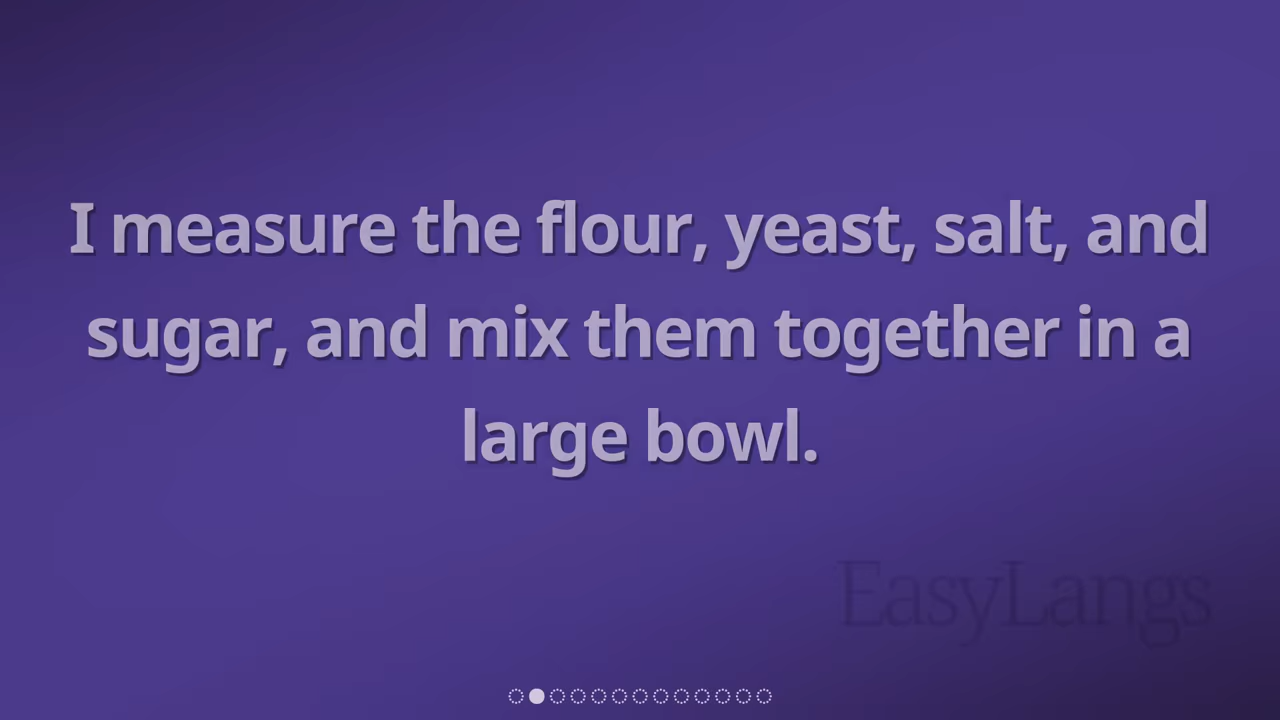 I measure the flour, yeast, salt, and
sugar, and mix them together in a
large bowl.
EasyLangs